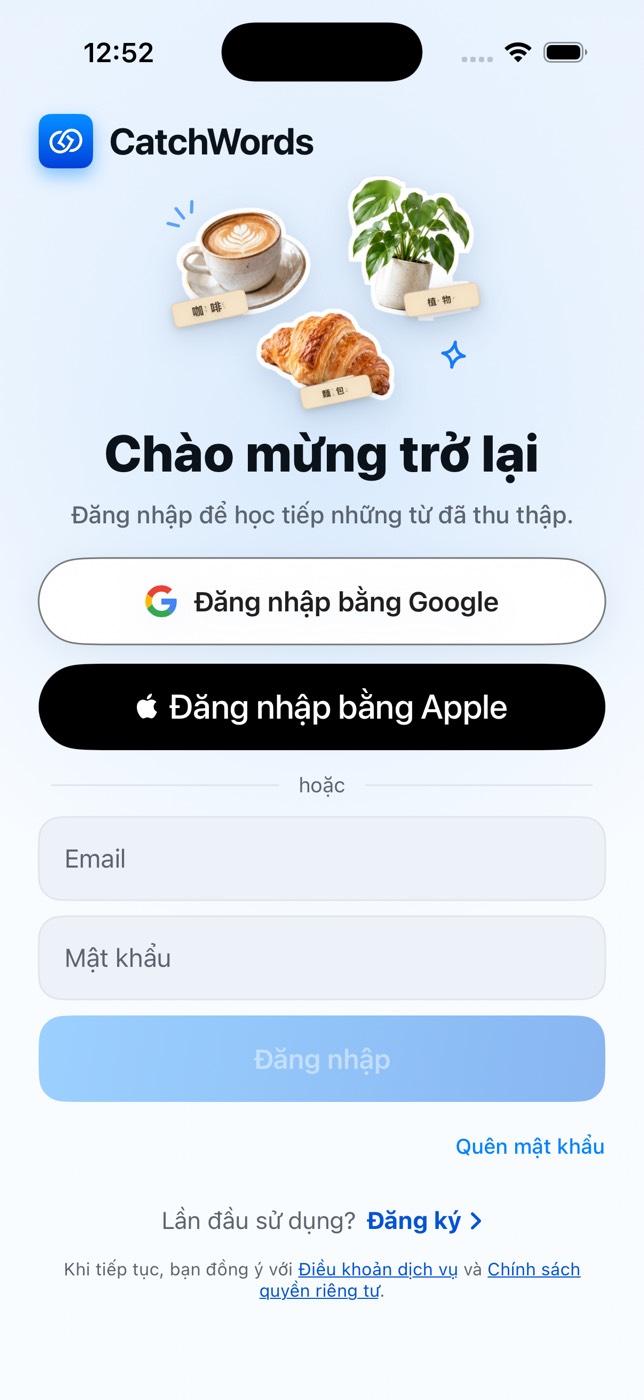 12:52
CatchWords
咖 啡
植 物
麵 包
Chào mừng trở lại
Đăng nhập để học tiếp những từ đã thu thập.
Đăng nhập bằng Google
Đăng nhập bằng Apple
hoặc
Email
Mật khẩu
Đăng nhập
Quên mật khẩu
Lần đầu sử dụng? Đăng ký
Khi tiếp tục, bạn đồng ý với Điều khoản dịch vụ và Chính sách
quyền riêng tư.